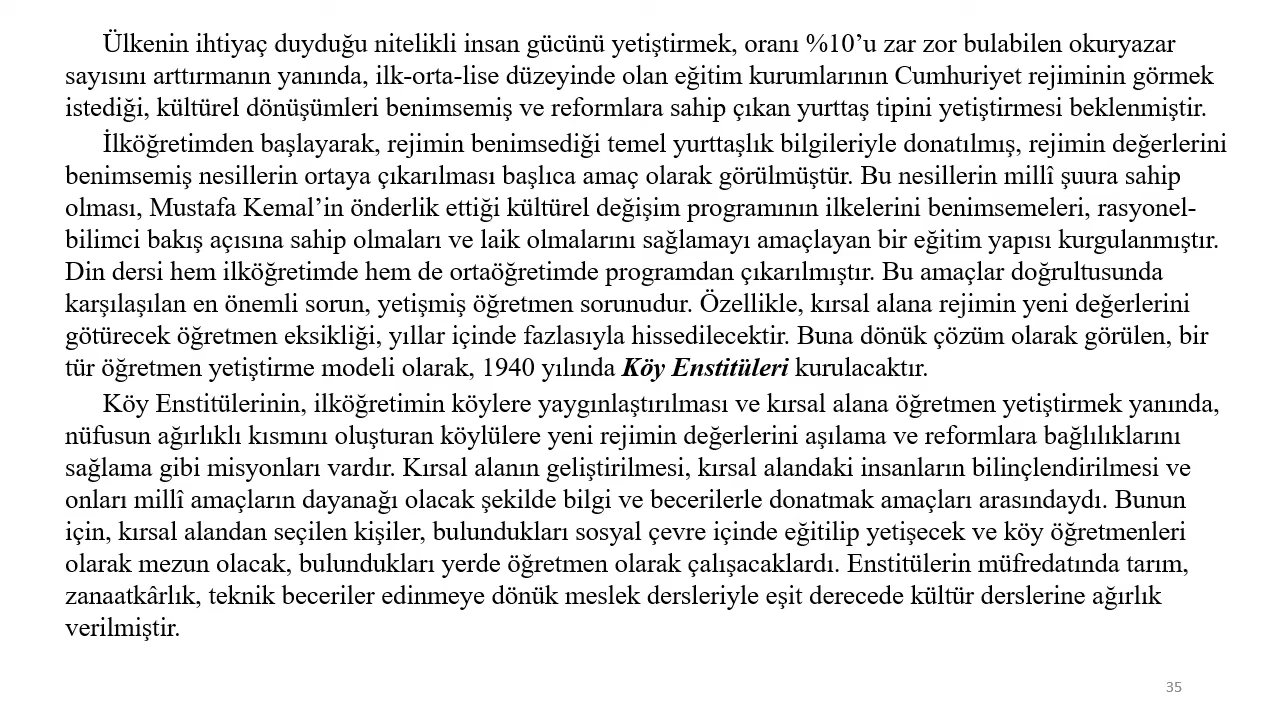 Ülkenin ihtiyaç duyduğu nitelikli insan gücünü yetiştirmek, oranı %10’u zar zor bulabilen okuryazar
sayısını arttırmanın yanında, ilk-orta-lise düzeyinde olan eğitim kurumlarının Cumhuriyet rejiminin görmek
istediği, kültürel dönüşümleri benimsemiş ve reformlara sahip çıkan yurttaş tipini yetiştirmesi beklenmiştir.
İlköğretimden başlayarak, rejimin benimsediği temel yurttaşlık bilgileriyle donatılmış, rejimin değerlerini
benimsemiş nesillerin ortaya çıkarılması başlıca amaç olarak görülmüştür. Bu nesillerin millî şuura sahip
olması, Mustafa Kemal’in önderlik ettiği kültürel değişim programının ilkelerini benimsemeleri, rasyonel-
bilimci bakış açısına sahip olmaları ve laik olmalarını sağlamayı amaçlayan bir eğitim yapısı kurgulanmıştır.
Din dersi hem ilköğretimde hem de ortaöğretimde programdan çıkarılmıştır. Bu amaçlar doğrultusunda
karşılaşılan en önemli sorun, yetişmiş öğretmen sorunudur. Özellikle, kırsal alana rejimin yeni değerlerini
götürecek öğretmen eksikliği, yıllar içinde fazlasıyla hissedilecektir. Buna dönük çözüm olarak görülen, bir
tür öğretmen yetiştirme modeli olarak, 1940 yılında Köy Enstitüleri kurulacaktır.
Köy Enstitülerinin, ilköğretimin köylere yaygınlaştırılması ve kırsal alana öğretmen yetiştirmek yanında,
nüfusun ağırlıklı kısmını oluşturan köylülere yeni rejimin değerlerini aşılama ve reformlara bağlılıklarını
sağlama gibi misyonları vardır. Kırsal alanın geliştirilmesi, kırsal alandaki insanların bilinçlendirilmesi ve
onları millî amaçların dayanağı olacak şekilde bilgi ve becerilerle donatmak amaçları arasındaydı. Bunun
için, kırsal alandan seçilen kişiler, bulundukları sosyal çevre içinde eğitilip yetişecek ve köy öğretmenleri
olarak mezun olacak, bulundukları yerde öğretmen olarak çalışacaklardı. Enstitülerin müfredatında tarım,
zanaatkârlık, teknik beceriler edinmeye dönük meslek dersleriyle eşit derecede kültür derslerine ağırlık
verilmiştir.
35